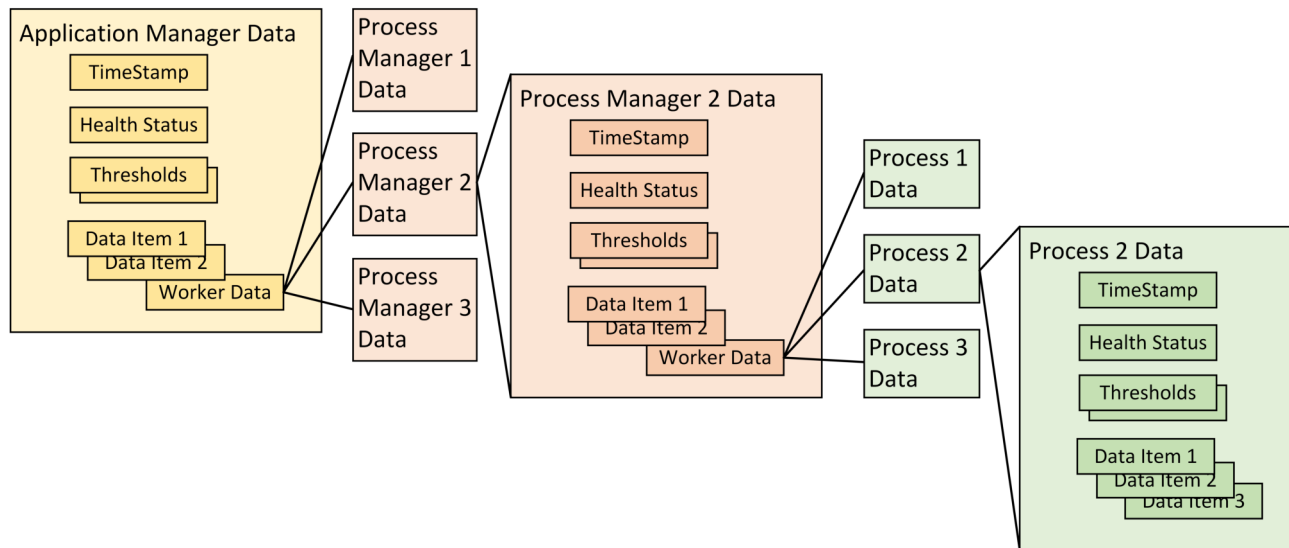 Application Manager Data
TimeStamp
Health Status
Thresholds
Data Item 1
Data Item 2
Worker Data
Process
Manager 1
Data
Process
Manager 2
Data
Process
Manager 3
Data
Process Manager 2 Data
TimeStamp
Health Status
Thresholds
Data Item 1
Data Item 2
Worker Data
Process 1
Data
Process 2
Data
Process 3
Data
Process 2 Data
TimeStamp
Health Status
Thresholds
Data Item 1
Data Item 2
Data Item 3